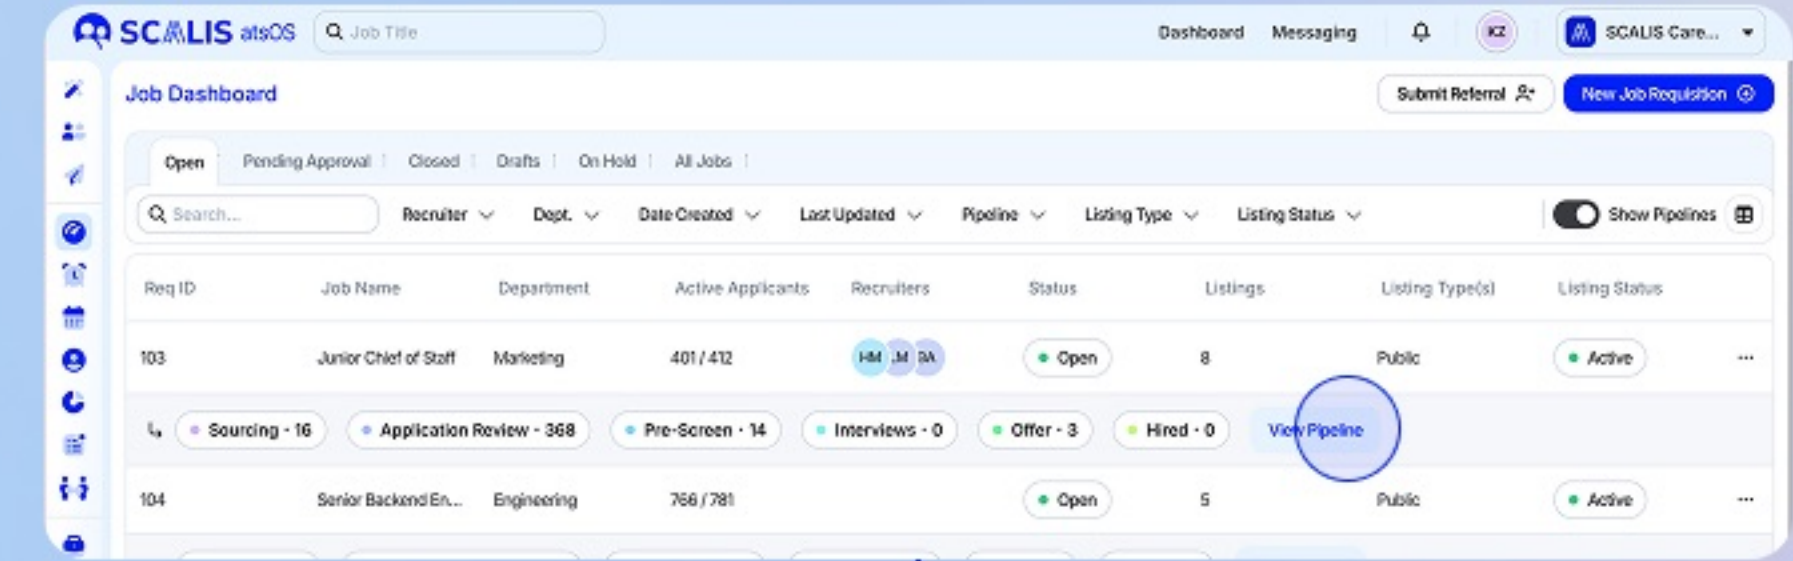 SCALIS atsOS Job Title Dashboard Messaging KZ SCALIS Care...
Job Dashboard Submit Referral New Job Requisition
Open Pending Approval Closed Drafts On Hold All Jobs
Search... Recruiter Dept. Date Created Last Updated Pipeline Listing Type Listing Status Show Pipelines
Req ID Job Name Department Active Applicants Recruiters Status Listings Listing Type(s) Listing Status
103 Junior Chief of Staff Marketing 401 / 412 HM Open 8 Public Active ...
Sourcing - 16 Application Review - 368 Pre-Screen - 14 Interviews - 0 Offer - 3 Hired - 0 View Pipeline
104 Senior Backend En... Engineering 766 / 781 Open 5 Public Active ...